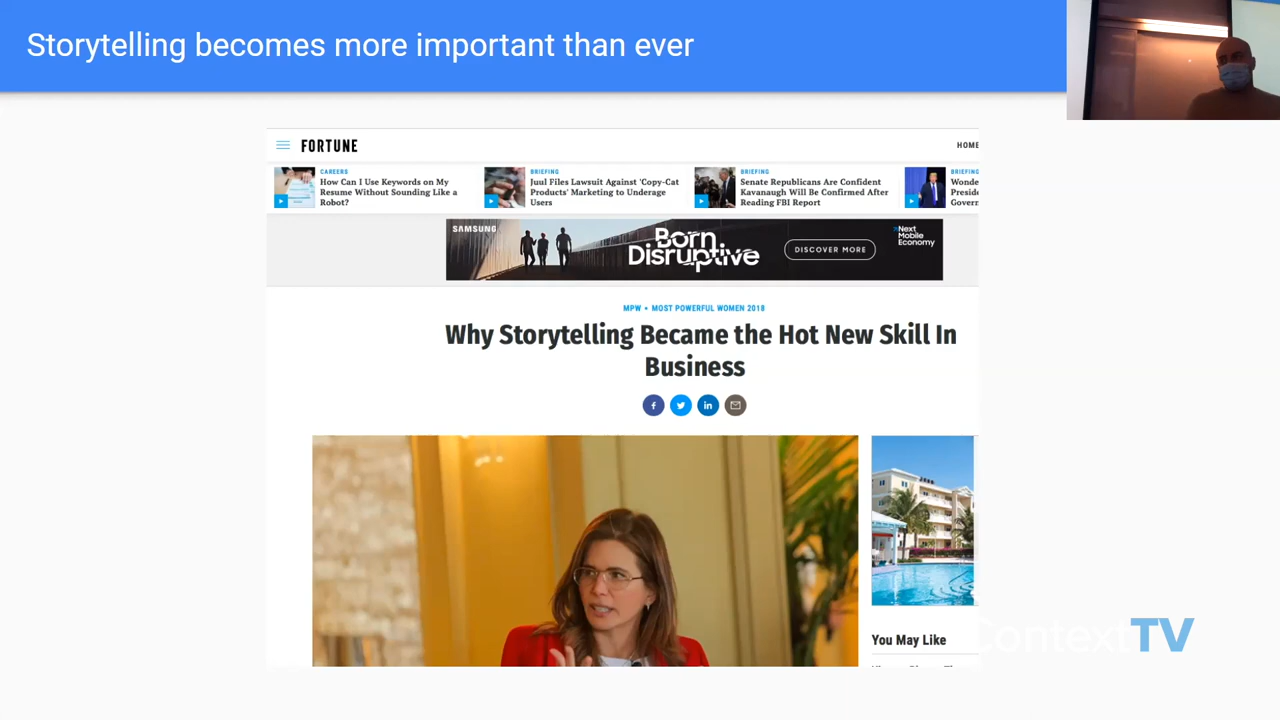 Storytelling becomes more important than ever
FORTUNE
HOME
CAREERS
How Can I Use Keywords on My
Resume Without Sounding Like a
Robot?
BRIEFING
Juul Files Lawsuit Against 'Copy-Cat
Products' Marketing to Underage
Users
BRIEFING
Senate Republicans Are Confident
Kavanaugh Will Be Confirmed After
Reading FBI Report
BRIEFING
Wonde
Preside
Govern
SAMSUNG
Born
Disruptive
DISCOVER MORE
Next
Mobile
Economy
MPW • MOST POWERFUL WOMEN 2018
Why Storytelling Became the Hot New Skill In
Business
You May Like
ContextTV